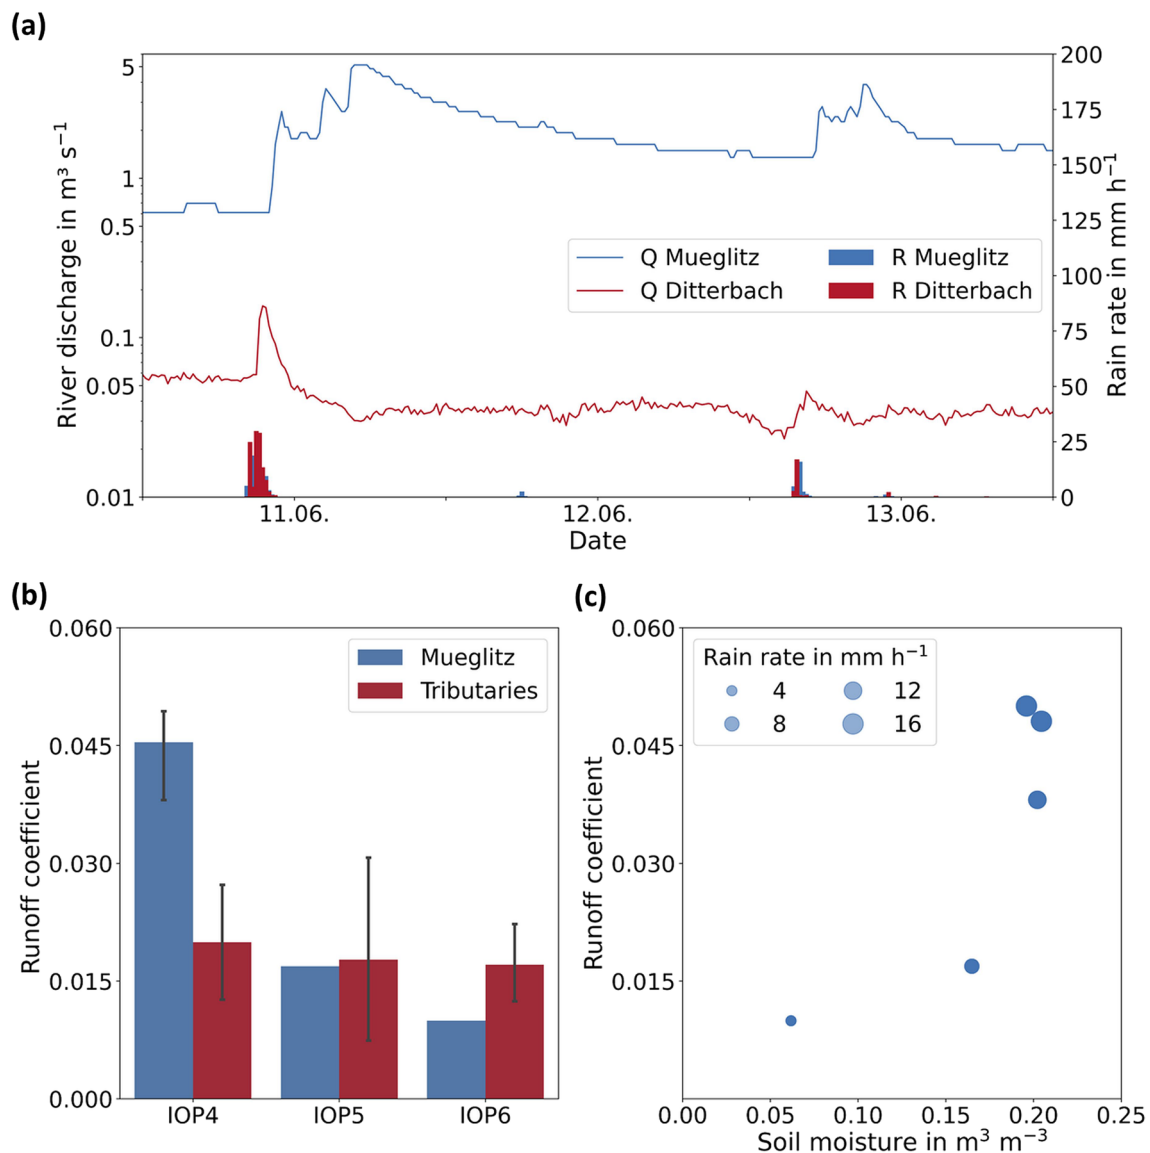 (a)
River discharge in m³ s⁻¹
5
1
0.5
0.1
0.05
0.01
200
175
150
125
100
75
50
25
0
Rain rate in mm h⁻¹
Q Mueglitz
Q Ditterbach
R Mueglitz
R Ditterbach
11.06.
12.06.
13.06.
Date
(b)
Runoff coefficient
0.060
0.045
0.030
0.015
0.000
Mueglitz
Tributaries
IOP4
IOP5
IOP6
(c)
Runoff coefficient
0.060
0.045
0.030
0.015
Rain rate in mm h⁻¹
4
8
12
16
0.00
0.05
0.10
0.15
0.20
0.25
Soil moisture in m³ m⁻³